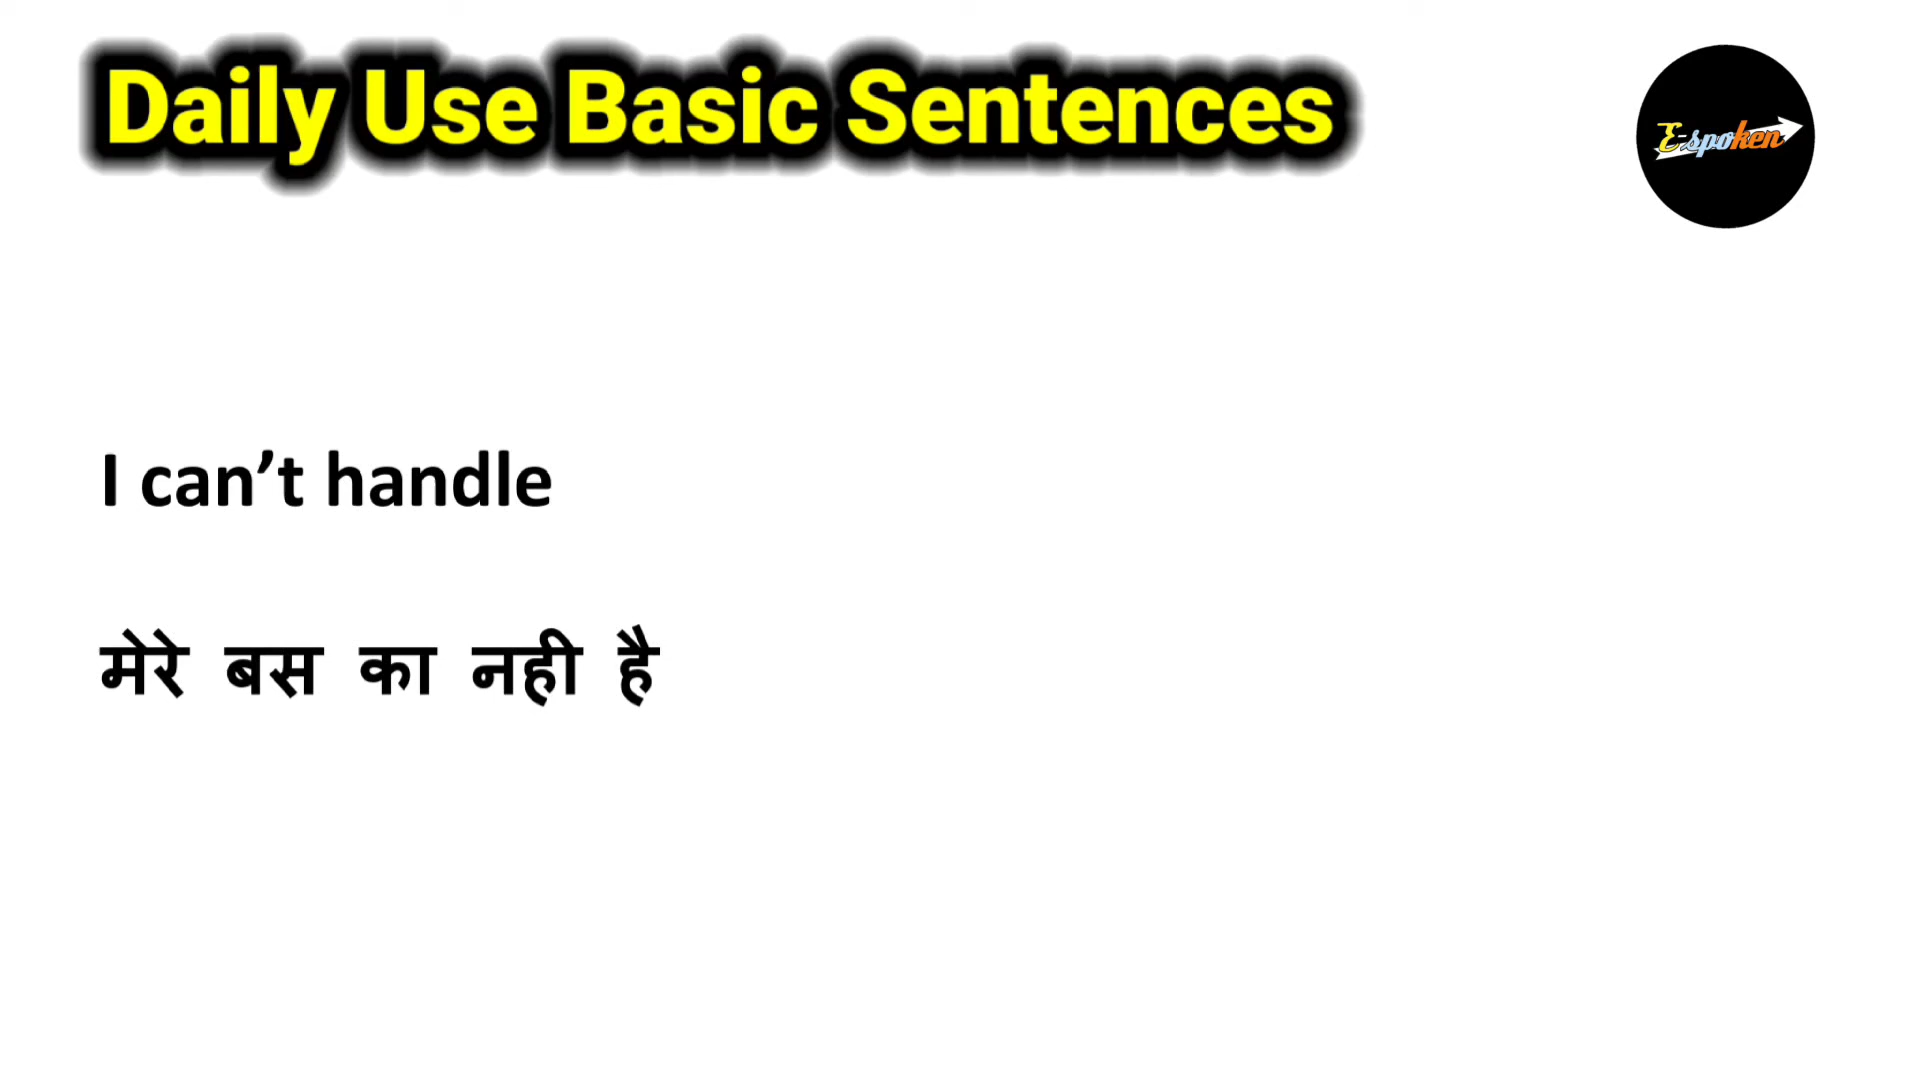 Daily Use Basic Sentences
E-spoken
I can’t handle
मेरे बस का नही है